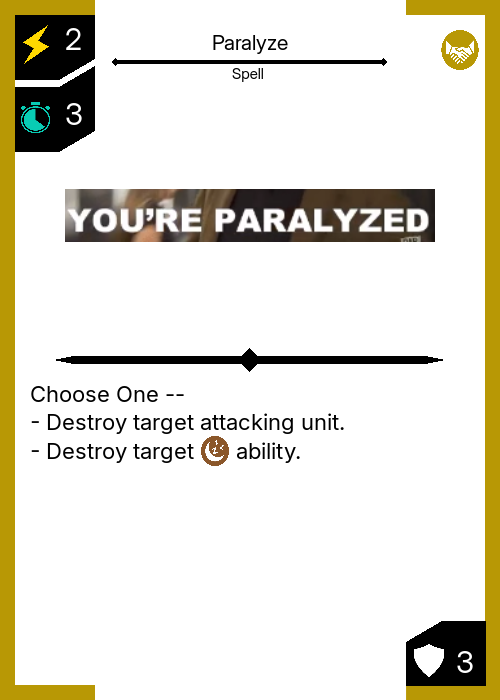 2
Paralyze
Spell
3
YOU'RE PARALYZED
Choose One --
- Destroy target attacking unit.
- Destroy target ability.
3